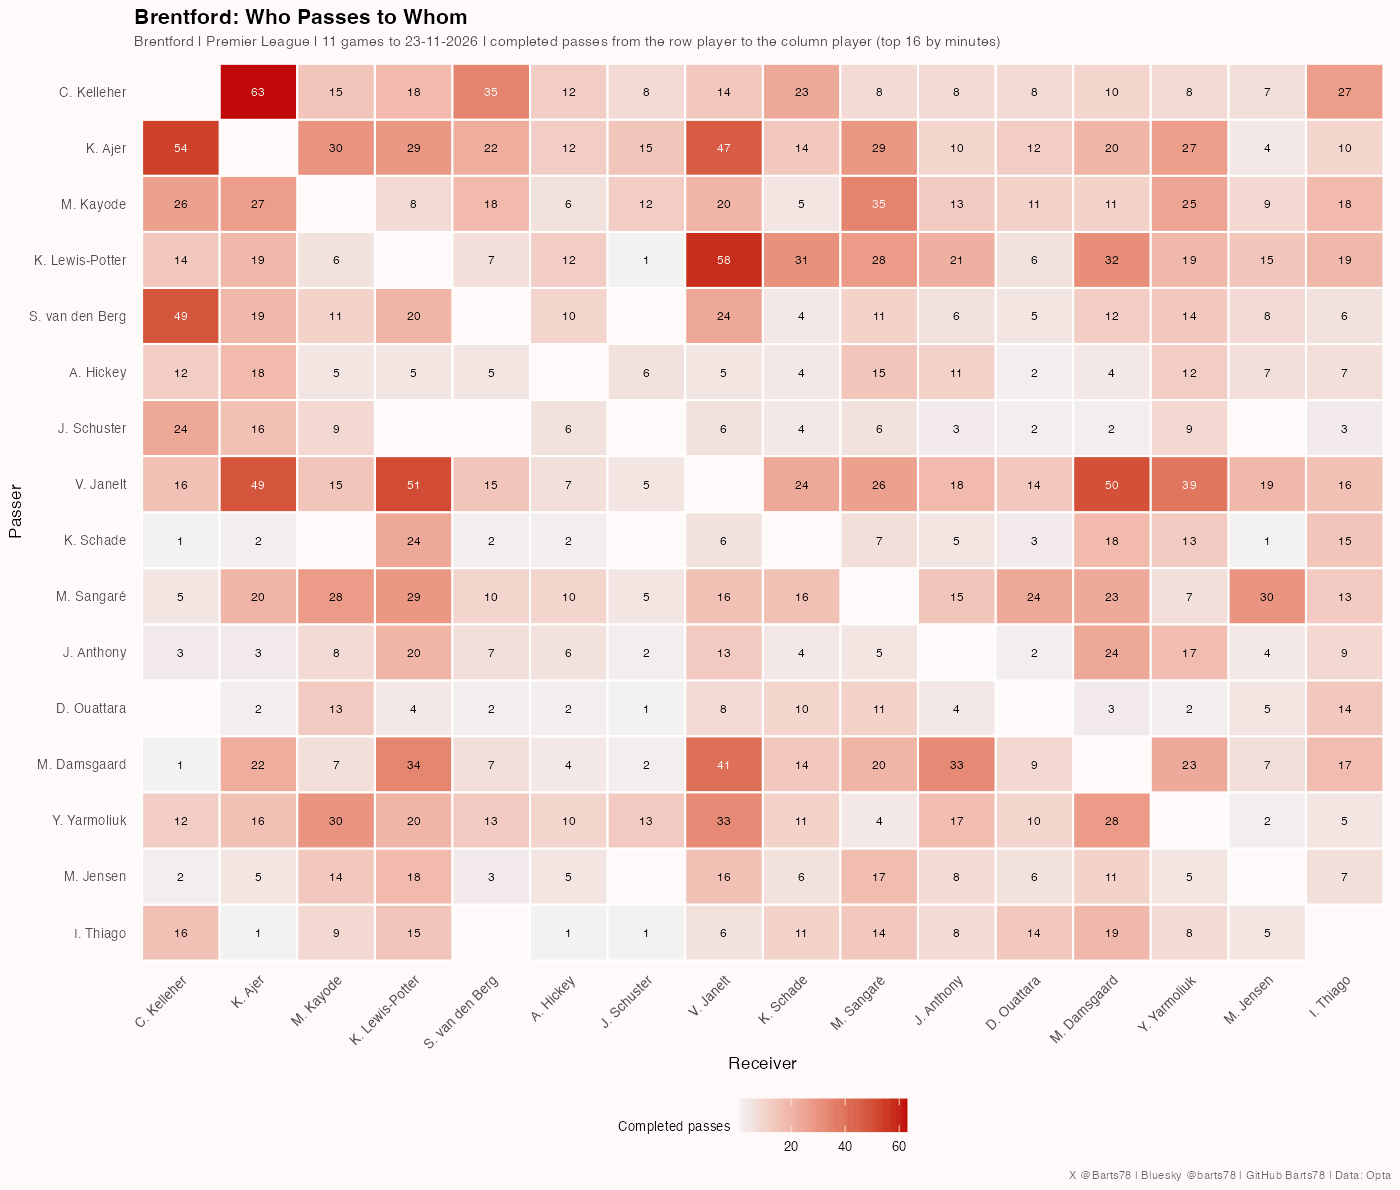 Brentford: Who Passes to Whom
Brentford | Premier League | 11 games to 23-11-2026 | completed passes from the row player to the column player (top 16 by minutes)
C. Kelleher 63 15 18 35 12 8 14 23 8 8 8 10 8 7 27
K. Ajer 54 30 29 22 12 15 47 14 29 10 12 20 27 4 10
M. Kayode 26 27 8 18 6 12 20 5 35 13 11 11 25 9 18
K. Lewis-Potter 14 19 6 7 12 1 58 31 28 21 6 32 19 15 19
S. van den Berg 49 19 11 20 10 24 4 11 6 5 12 14 8 6
A. Hickey 12 18 5 5 5 6 5 4 15 11 2 4 12 7 7
J. Schuster 24 16 9 6 6 4 6 3 2 2 9 3
V. Janelt 16 49 15 51 15 7 5 24 26 18 14 50 39 19 16
K. Schade 1 2 24 2 2 6 7 5 3 18 13 1 15
M. Sangaré 5 20 28 29 10 10 5 16 16 15 24 23 7 30 13
J. Anthony 3 3 8 20 7 6 2 13 4 5 2 24 17 4 9
D. Ouattara 2 13 4 2 2 1 8 10 11 4 3 2 5 14
M. Damsgaard 1 22 7 34 7 4 2 41 14 20 33 9 23 7 17
Y. Yarmoliuk 12 16 30 20 13 10 13 33 11 4 17 10 28 2 5
M. Jensen 2 5 14 18 3 5 16 6 17 8 6 11 5 7
I. Thiago 16 1 9 15 1 1 6 11 14 8 14 19 8 5
Passer
C. Kelleher K. Ajer M. Kayode K. Lewis-Potter S. van den Berg A. Hickey J. Schuster V. Janelt K. Schade M. Sangaré J. Anthony D. Ouattara M. Damsgaard Y. Yarmoliuk M. Jensen I. Thiago
Receiver
Completed passes
20 40 60
X @Barts78 | Bluesky @barts78 | GitHub Barts78 | Data: Opta